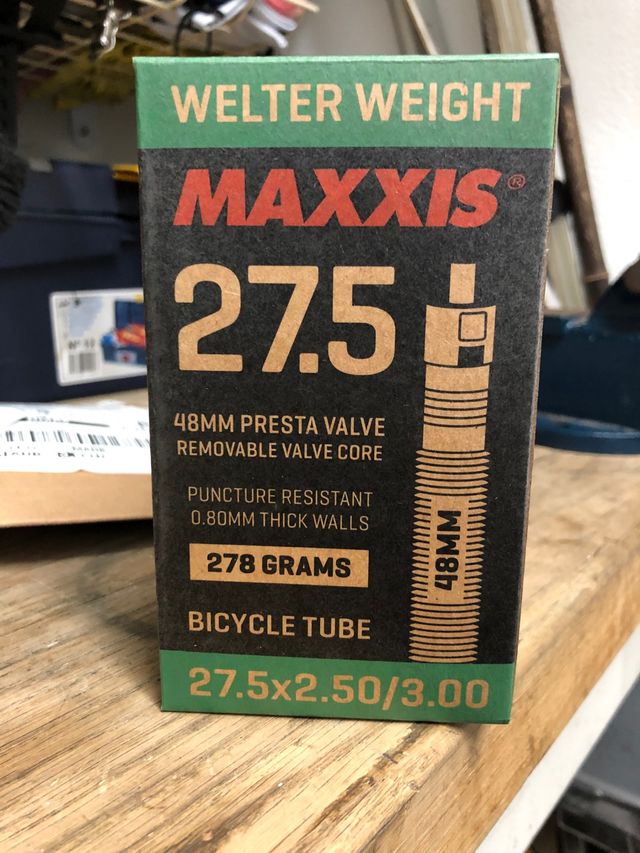 WELTER WEIGHT
MAXXIS®
27.5
48MM PRESTA VALVE
REMOVABLE VALVE CORE
PUNCTURE RESISTANT
0.80MM THICK WALLS
278 GRAMS
48MM
BICYCLE TUBE
27.5x2.50/3.00